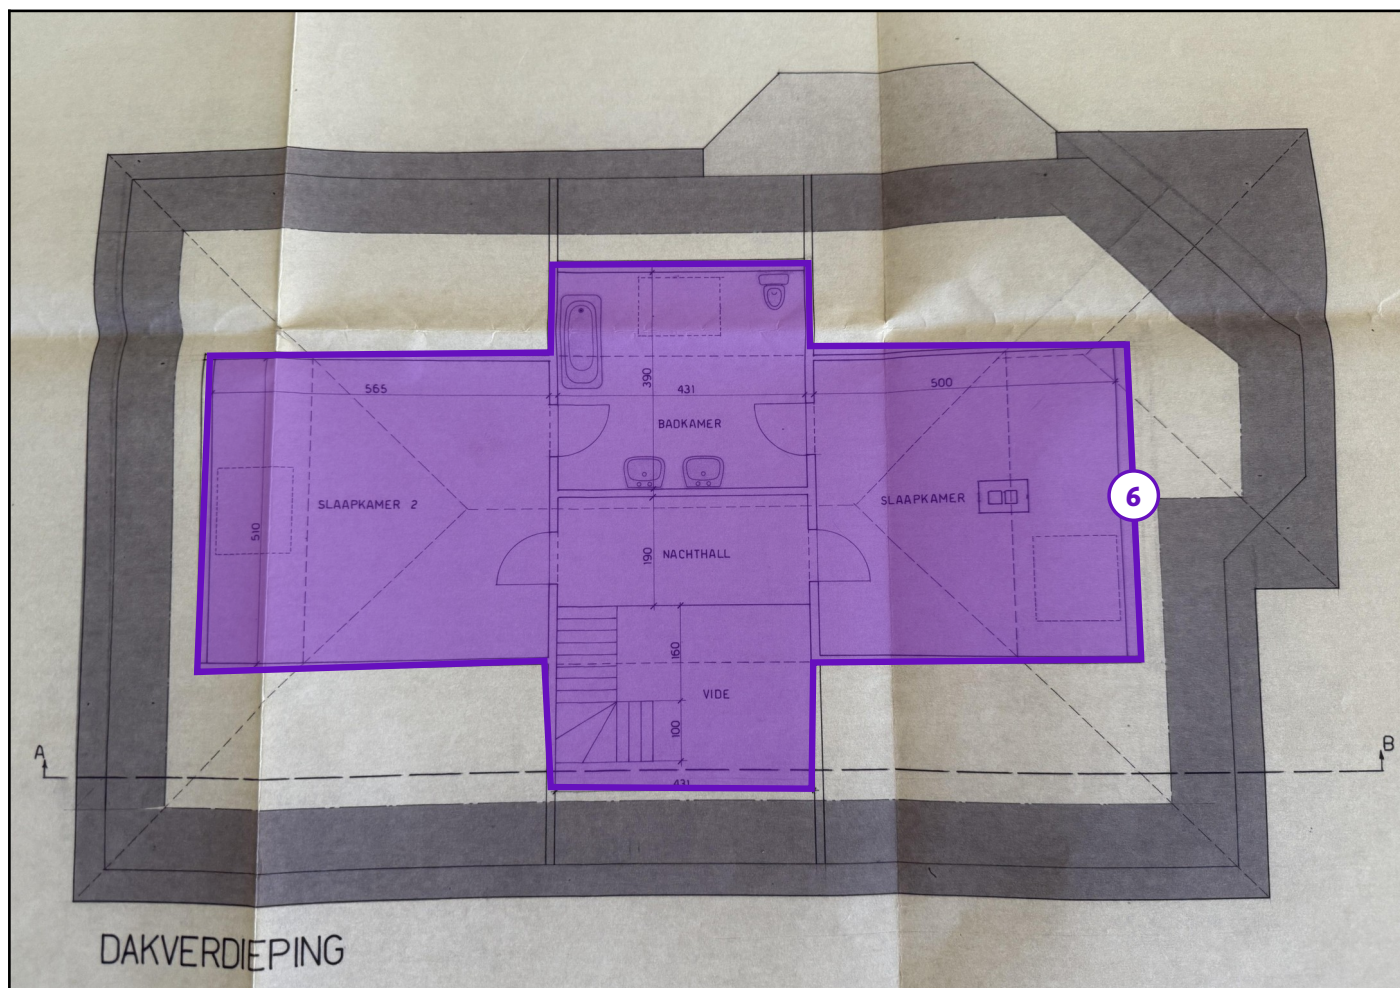 565
390
431
500
BADKAMER
SLAAPKAMER 2
SLAAPKAMER
6
510
190
NACHTHALL
160
VIDE
100
A
B
431
DAKVERDIEPING